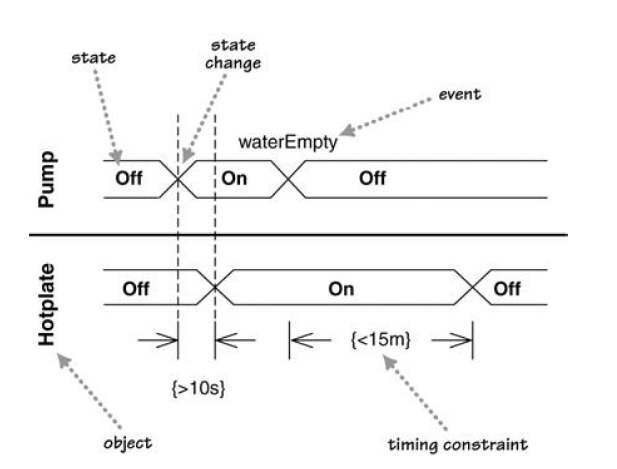 state
state
change
event
waterEmpty
Pump
Off
On
Off
Hotplate
Off
On
Off
{>10s}
{<15m}
object
timing constraint